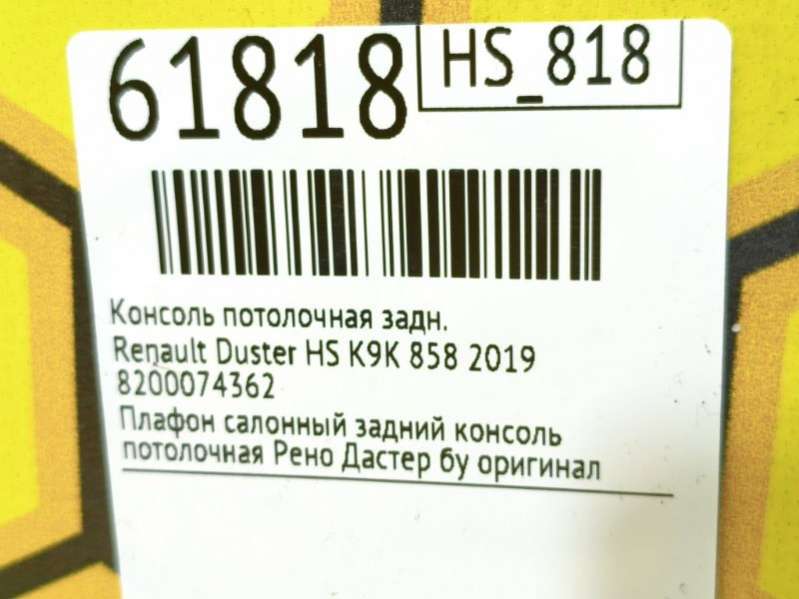 61818
HS_818
Консоль потолочная задн.
Renault Duster HS K9K 858 2019
8200074362
Плафон салонный задний консоль
потолочная Рено Дастер бу оригинал